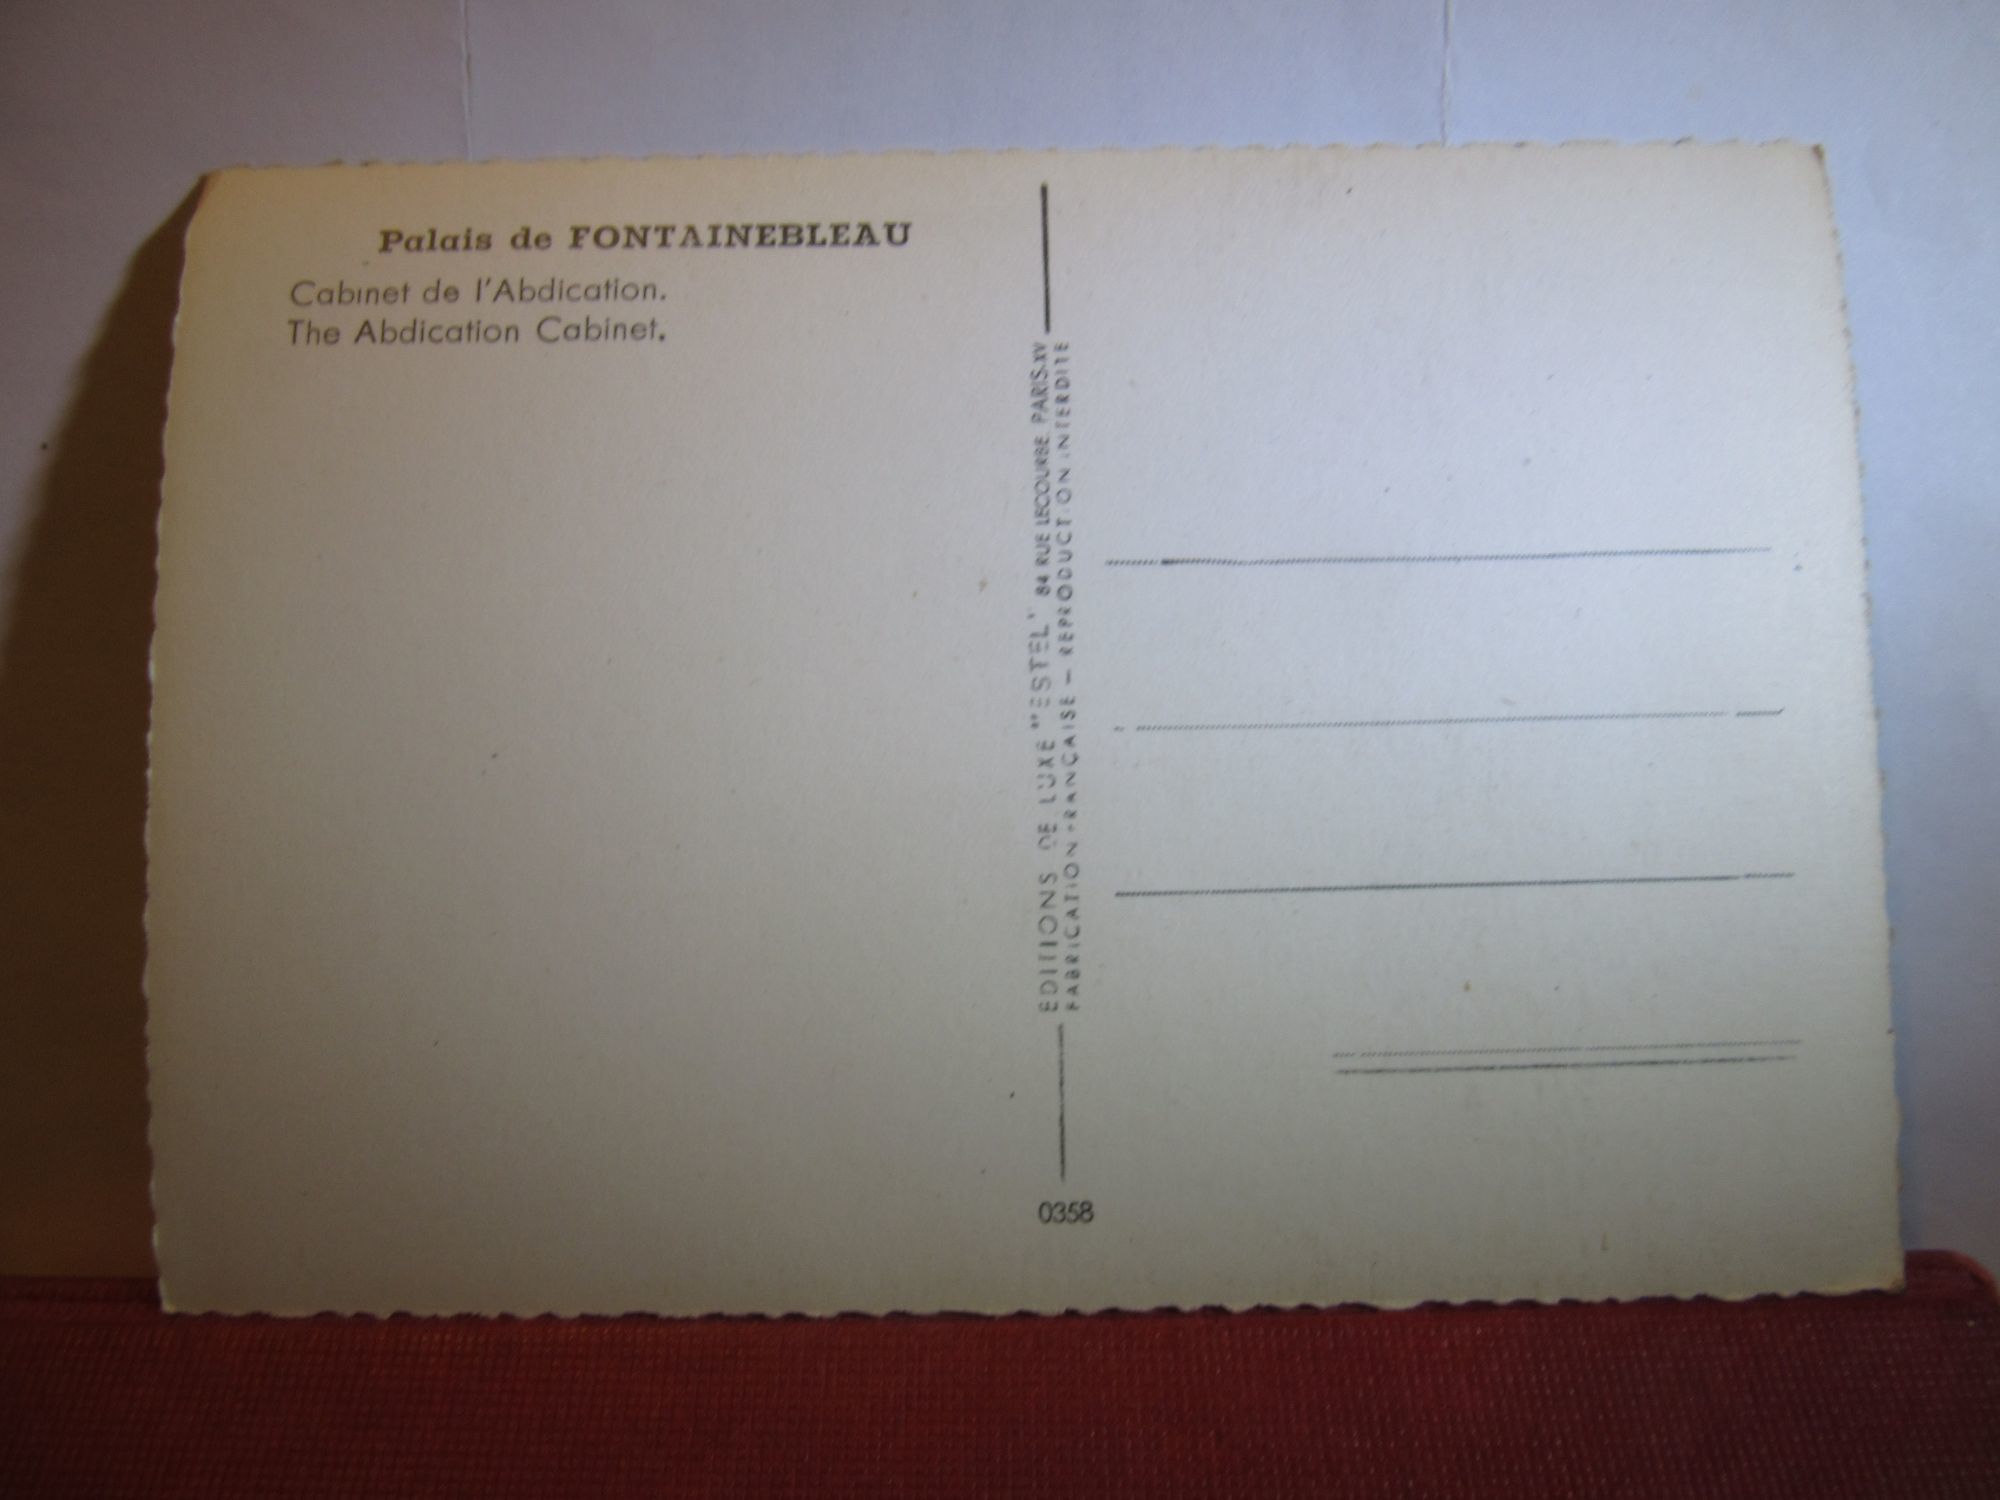 Palais de FONTAINEBLEAU
Cabinet de l'Abdication.
The Abdication Cabinet.
EDITIONS DE LUXE "ESTEL" 84 RUE LECOURBE. PARIS-XV
FABRICATION FRANÇAISE – REPRODUCTION INTERDITE
0358